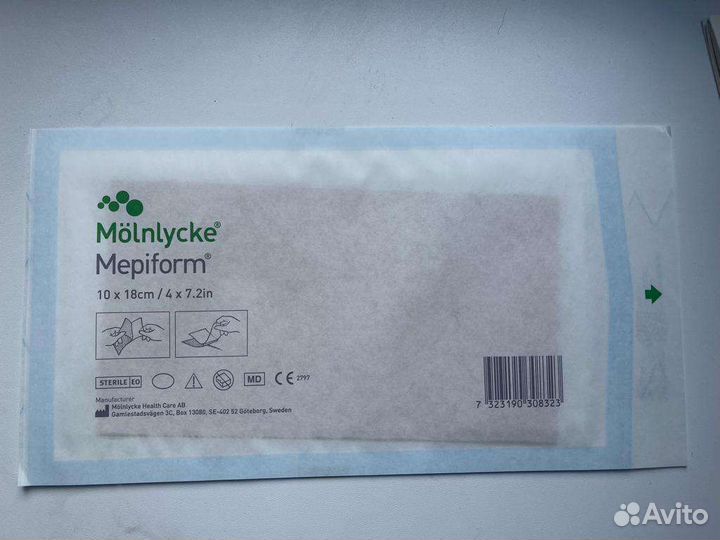 Mölnlycke®
Mepiform®
10 x 18cm / 4 x 7.2in
STERILE EO
MD
CE 2797
Manufacturer
Mölnlycke Health Care AB
Gamlestadsvägen 3C, Box 13080, SE-402 52 Göteborg, Sweden
7 323190 308323
Avito